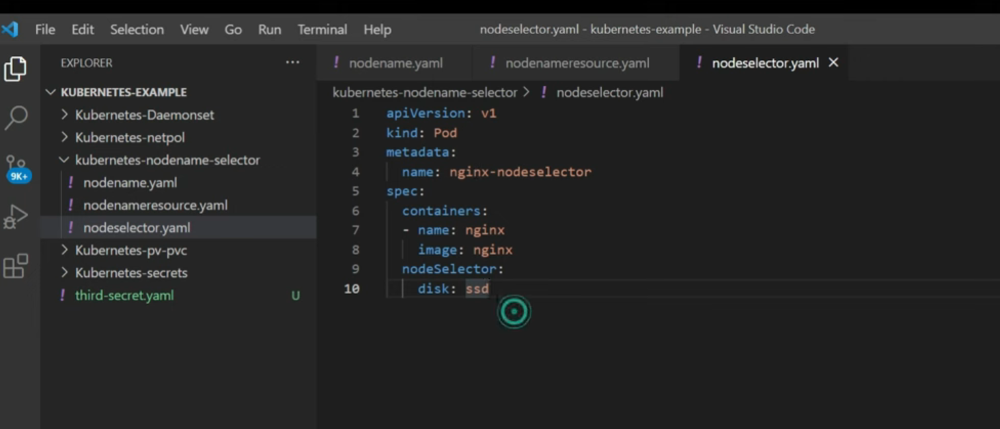 File Edit Selection View Go Run Terminal Help nodeselector.yaml - kubernetes-example - Visual Studio Code
EXPLORER ···
KUBERNETES-EXAMPLE
Kubernetes-Daemonset
Kubernetes-netpol
kubernetes-nodename-selector
! nodename.yaml
! nodenameresource.yaml
! nodeselector.yaml
Kubernetes-pv-pvc
Kubernetes-secrets
! third-secret.yaml U
9K+
! nodename.yaml ! nodenameresource.yaml ! nodeselector.yaml ×
kubernetes-nodename-selector > ! nodeselector.yaml
1 apiVersion: v1
2 kind: Pod
3 metadata:
4 name: nginx-nodeselector
5 spec:
6 containers:
7 - name: nginx
8 image: nginx
9 nodeSelector:
10 disk: ssd